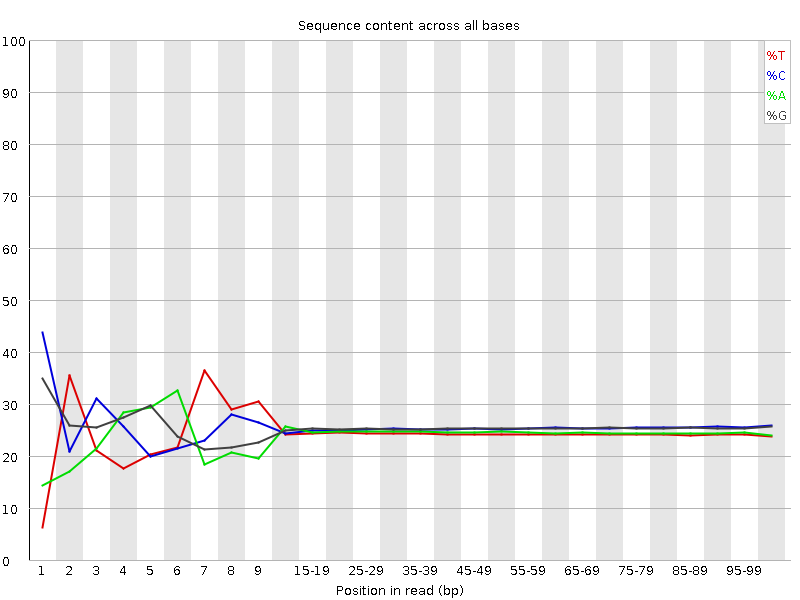 Sequence content across all bases
100
90
80
70
60
50
40
30
20
10
0
%T
%C
%A
%G
1 2 3 4 5 6 7 8 9 15-19 25-29 35-39 45-49 55-59 65-69 75-79 85-89 95-99
Position in read (bp)